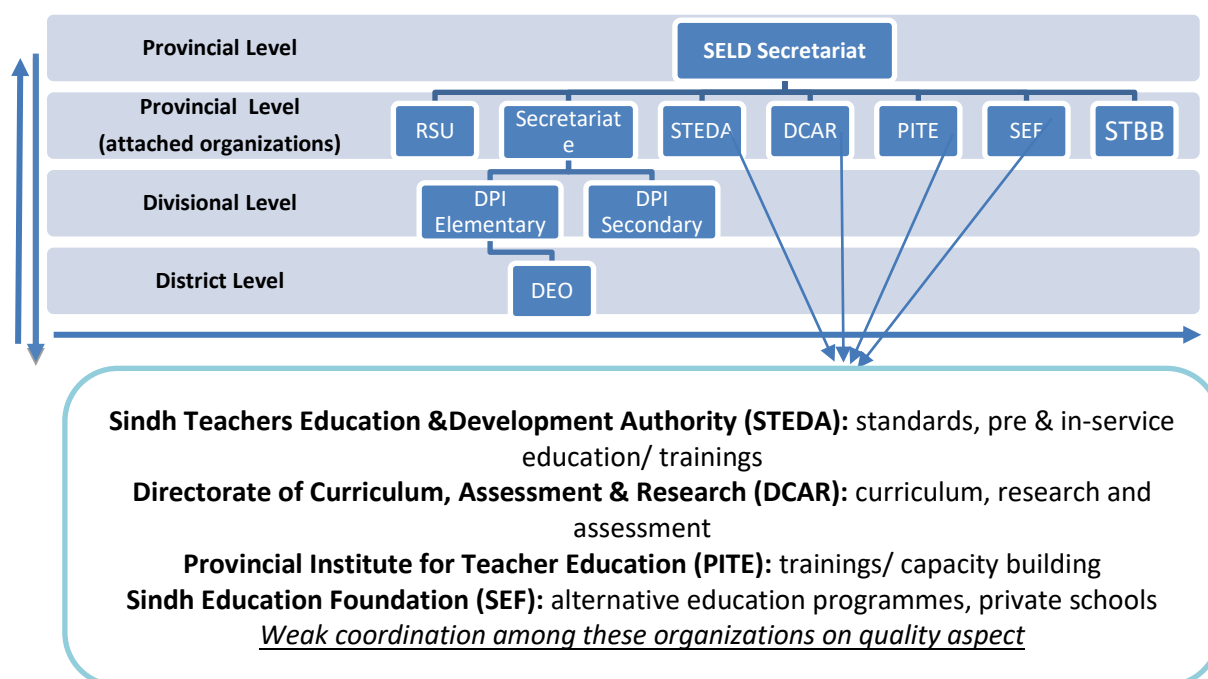 Provincial Level
SELD Secretariat
Provincial Level
(attached organizations)
RSU
Secretariat
e
STEDA
DCAR
PITE
SEF
STBB
Divisional Level
DPI
Elementary
DPI
Secondary
District Level
DEO
Sindh Teachers Education &Development Authority (STEDA): standards, pre & in-service
education/ trainings
Directorate of Curriculum, Assessment & Research (DCAR): curriculum, research and
assessment
Provincial Institute for Teacher Education (PITE): trainings/ capacity building
Sindh Education Foundation (SEF): alternative education programmes, private schools
Weak coordination among these organizations on quality aspect